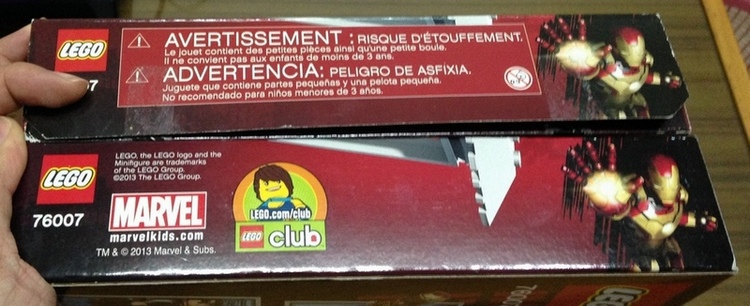 LEGO
7
AVERTISSEMENT : RISQUE D'ÉTOUFFEMENT.
Le jouet contient des petites pièces ainsi qu'une petite boule.
Il ne convient pas aux enfants de moins de 3 ans.
ADVERTENCIA: PELIGRO DE ASFIXIA.
Juguete que contiene partes pequeñas y una pelota pequeña.
No recomendado para niños menores de 3 años.
LEGO
76007
LEGO, the LEGO logo and the
Minifigure are trademarks
of the LEGO Group.
©2013 The LEGO Group.
MARVEL
marvelkids.com
TM & © 2013 Marvel & Subs.
LEGO.com/club
LEGO club